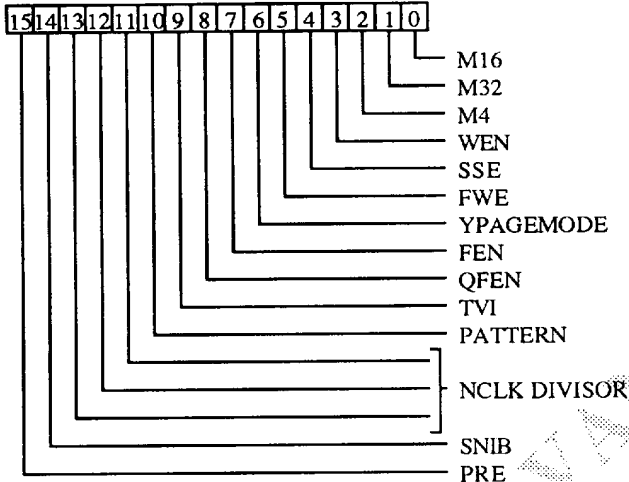 15 14 13 12 11 10 9 8 7 6 5 4 3 2 1 0
M16
M32
M4
WEN
SSE
FWE
YPAGEMODE
FEN
QFEN
TVI
PATTERN
NCLK DIVISOR
SNIB
PRE